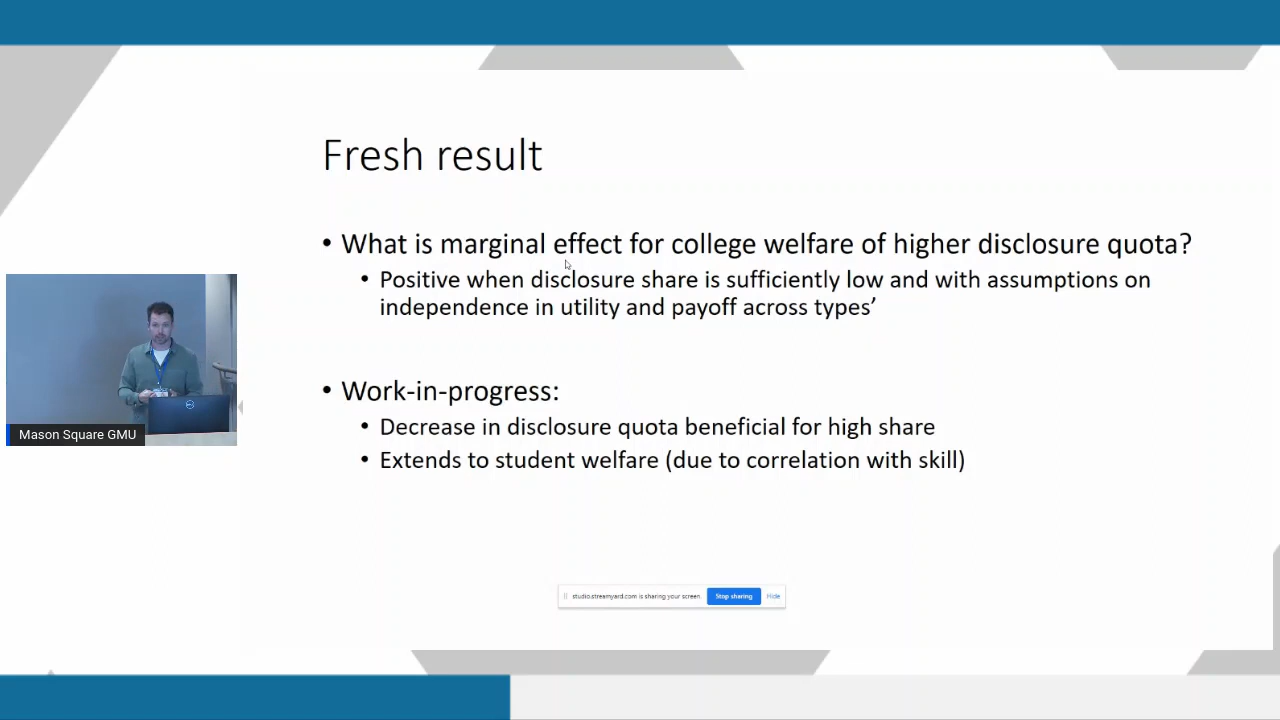 Fresh result
• What is marginal effect for college welfare of higher disclosure quota?
• Positive when disclosure share is sufficiently low and with assumptions on
independence in utility and payoff across types’
• Work-in-progress:
• Decrease in disclosure quota beneficial for high share
• Extends to student welfare (due to correlation with skill)
Mason Square GMU
studio.streamyard.com is sharing your screen. Stop sharing Hide